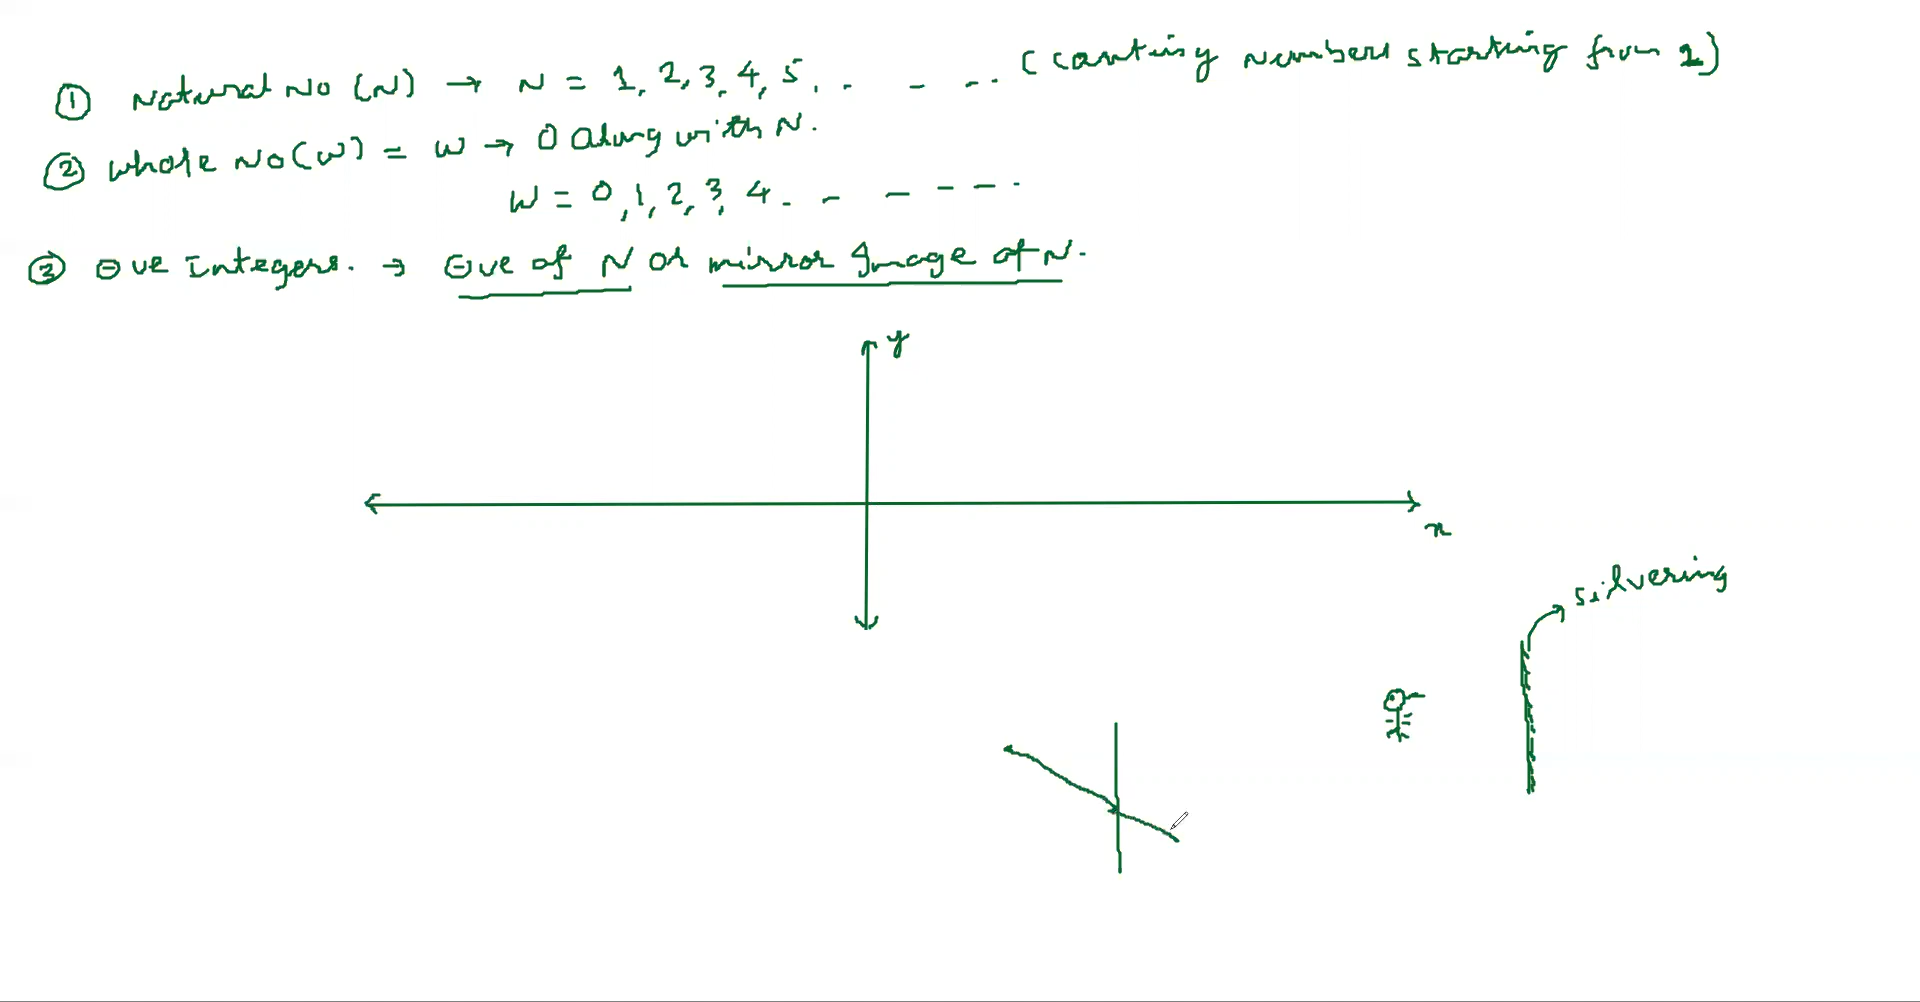 ① Natural No (N) → N = 1, 2, 3, 4, 5, . . - - . . . (Counting numbers starting from 1)
② Whole No (W) = W → 0 Along with N.
W = 0, 1, 2, 3, 4 - - - - - - .
③ ⊖ve Integers. → ⊖ve of N or mirror Image of N.
y
x
silvering